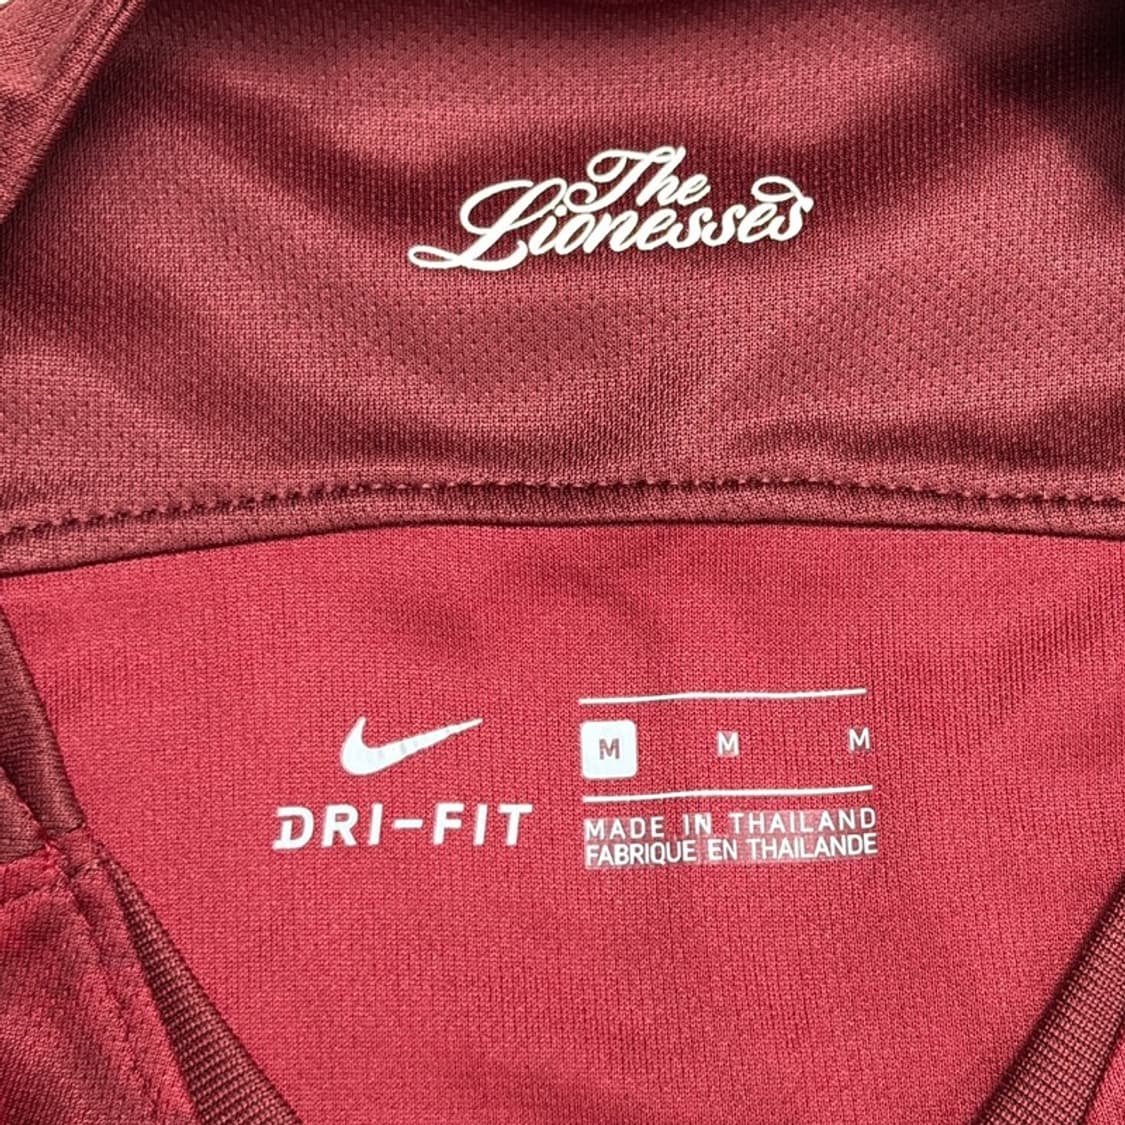 The
Lionesses
M M M
DRI-FIT
MADE IN THAILAND
FABRIQUE EN THAILANDE